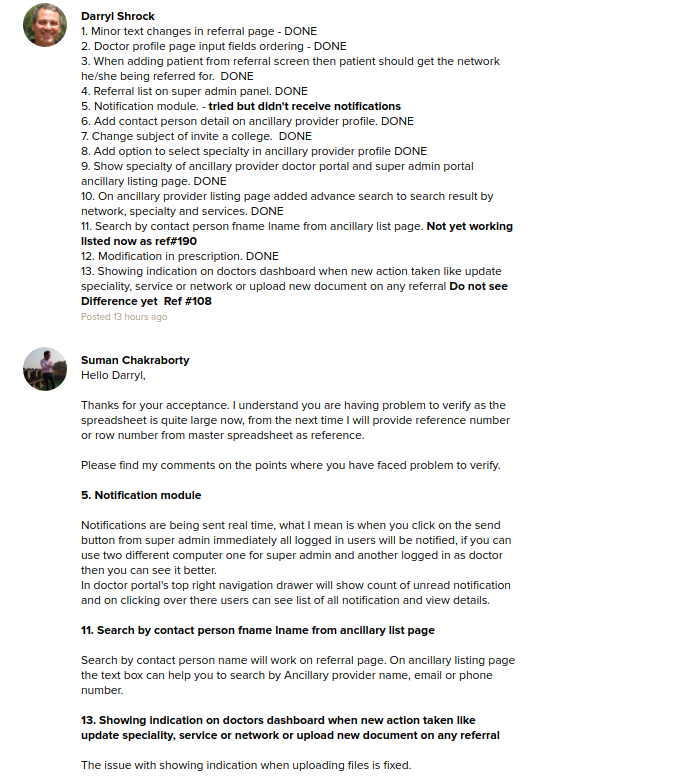 Darryl Shrock
1. Minor text changes in referral page - DONE
2. Doctor profile page input fields ordering - DONE
3. When adding patient from referral screen then patient should get the network
he/she being referred for.  DONE
4. Referral list on super admin panel. DONE
5. Notification module. - tried but didn't receive notifications
6. Add contact person detail on ancillary provider profile. DONE
7. Change subject of invite a college.  DONE
8. Add option to select specialty in ancillary provider profile DONE
9. Show specialty of ancillary provider doctor portal and super admin portal
ancillary listing page. DONE
10. On ancillary provider listing page added advance search to search result by
network, specialty and services. DONE
11. Search by contact person fname lname from ancillary list page. Not yet working
listed now as ref#190
12. Modification in prescription. DONE
13. Showing indication on doctors dashboard when new action taken like update
speciality, service or network or upload new document on any referral Do not see
Difference yet  Ref #108
Posted 13 hours ago
Suman Chakraborty
Hello Darryl,
Thanks for your acceptance. I understand you are having problem to verify as the
spreadsheet is quite large now, from the next time I will provide reference number
or row number from master spreadsheet as reference.
Please find my comments on the points where you have faced problem to verify.
5. Notification module
Notifications are being sent real time, what I mean is when you click on the send
button from super admin immediately all logged in users will be notified, if you can
use two different computer one for super admin and another logged in as doctor
then you can see it better.
In doctor portal's top right navigation drawer will show count of unread notification
and on clicking over there users can see list of all notification and view details.
11. Search by contact person fname lname from ancillary list page
Search by contact person name will work on referral page. On ancillary listing page
the text box can help you to search by Ancillary provider name, email or phone
number.
13. Showing indication on doctors dashboard when new action taken like
update speciality, service or network or upload new document on any referral
The issue with showing indication when uploading files is fixed.